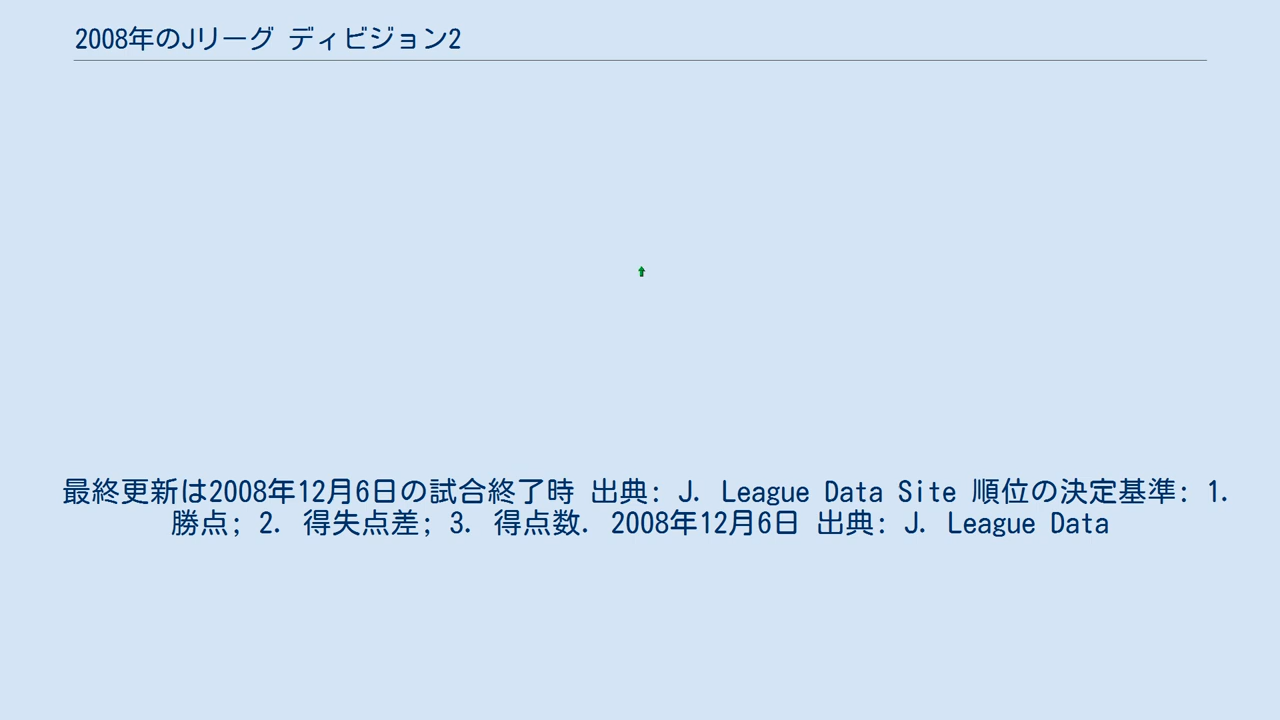 2008年のJリーグ ディビジョン2
最終更新は2008年12月6日の試合終了時 出典: J. League Data Site 順位の決定基準: 1.
勝点; 2. 得失点差; 3. 得点数. 2008年12月6日 出典: J. League Data